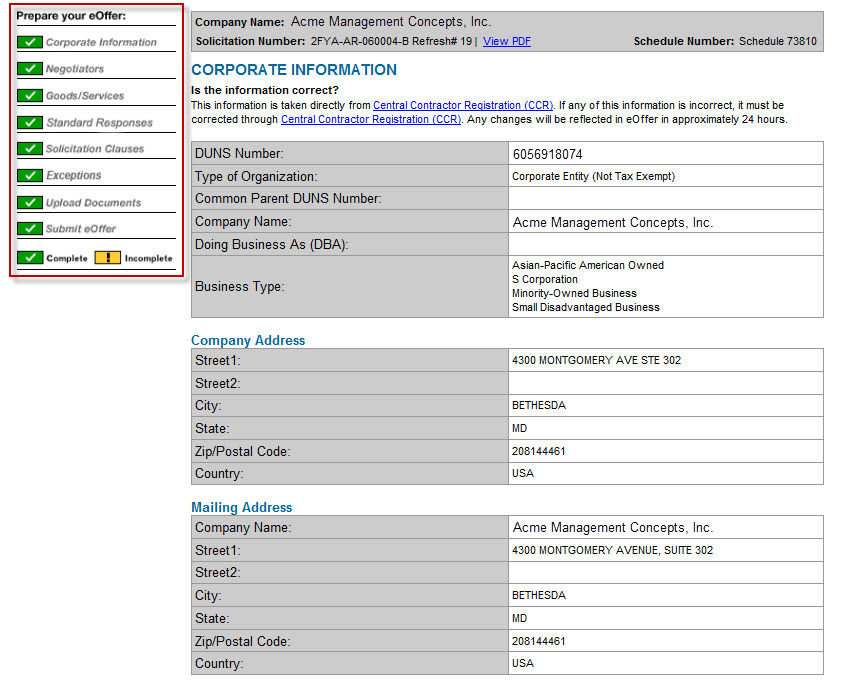 Prepare your eOffer:
Corporate Information
Negotiators
Goods/Services
Standard Responses
Solicitation Clauses
Exceptions
Upload Documents
Submit eOffer
Complete Incomplete
Company Name: Acme Management Concepts, Inc.
Solicitation Number: 2FYA-AR-060004-B Refresh# 19 | View PDF Schedule Number: Schedule 73810
CORPORATE INFORMATION
Is the information correct?
This information is taken directly from Central Contractor Registration (CCR). If any of this information is incorrect, it must be
corrected through Central Contractor Registration (CCR). Any changes will be reflected in eOffer in approximately 24 hours.
DUNS Number: 6056918074
Type of Organization: Corporate Entity (Not Tax Exempt)
Common Parent DUNS Number:
Company Name: Acme Management Concepts, Inc.
Doing Business As (DBA):
Business Type: Asian-Pacific American Owned
S Corporation
Minority-Owned Business
Small Disadvantaged Business
Company Address
Street1: 4300 MONTGOMERY AVE STE 302
Street2:
City: BETHESDA
State: MD
Zip/Postal Code: 208144461
Country: USA
Mailing Address
Company Name: Acme Management Concepts, Inc.
Street1: 4300 MONTGOMERY AVENUE, SUITE 302
Street2:
City: BETHESDA
State: MD
Zip/Postal Code: 208144461
Country: USA